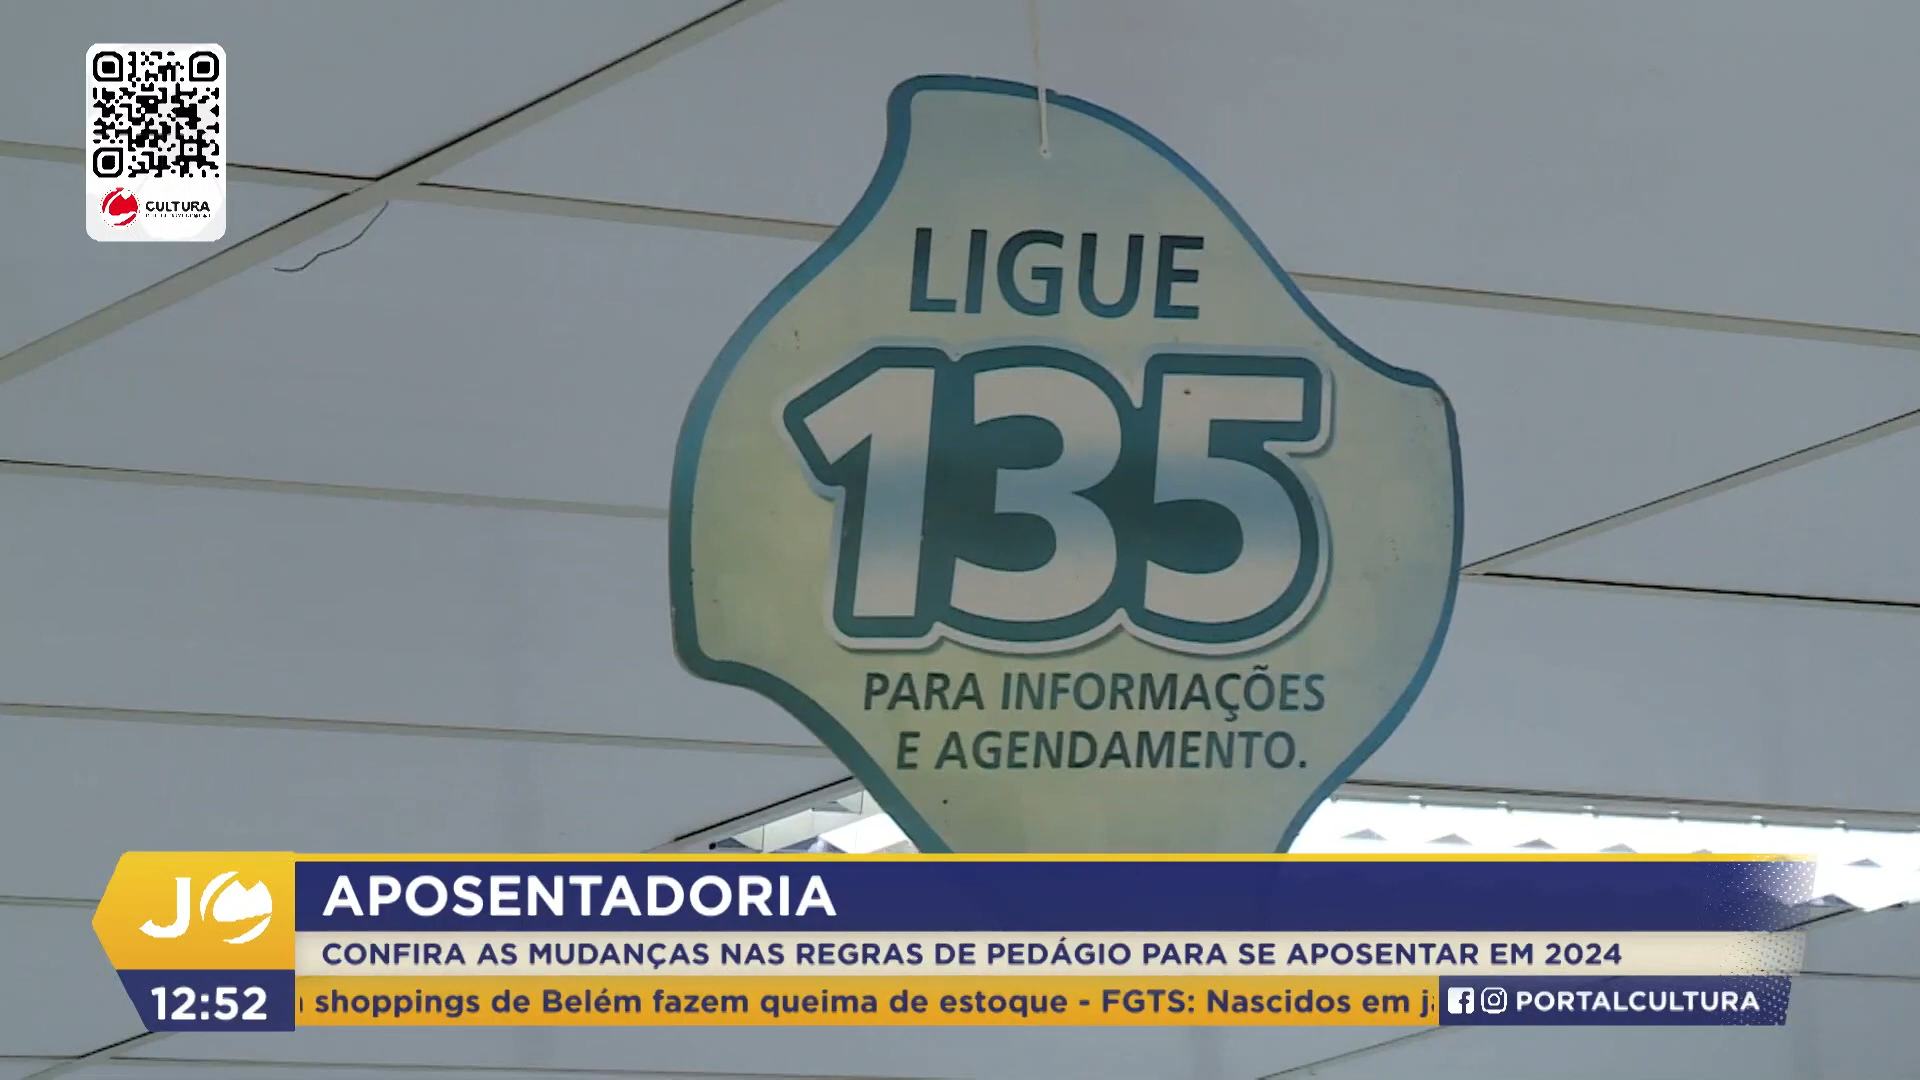 CULTURA
LIGUE
135
PARA INFORMAÇÕES
E AGENDAMENTO.
JC
APOSENTADORIA
CONFIRA AS MUDANÇAS NAS REGRAS DE PEDÁGIO PARA SE APOSENTAR EM 2024
12:52
shoppings de Belém fazem queima de estoque - FGTS: Nascidos em
PORTALCULTURA